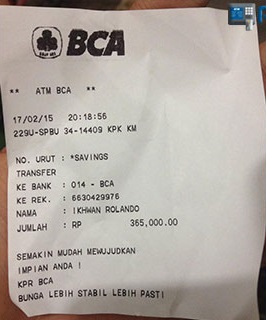 BCA
** ATM BCA **
17/02/15 20:18:56
229U-SPBU 34-14409 KPK KM
NO. URUT : *SAVINGS
TRANSFER
KE BANK : 014 - BCA
KE REK. : 6630429976
NAMA : IKHWAN ROLANDO
JUMLAH : RP 365,000.00
SEMAKIN MUDAH MEWUJUDKAN
IMPIAN ANDA !
KPR BCA
BUNGA LEBIH STABIL LEBIH PASTI